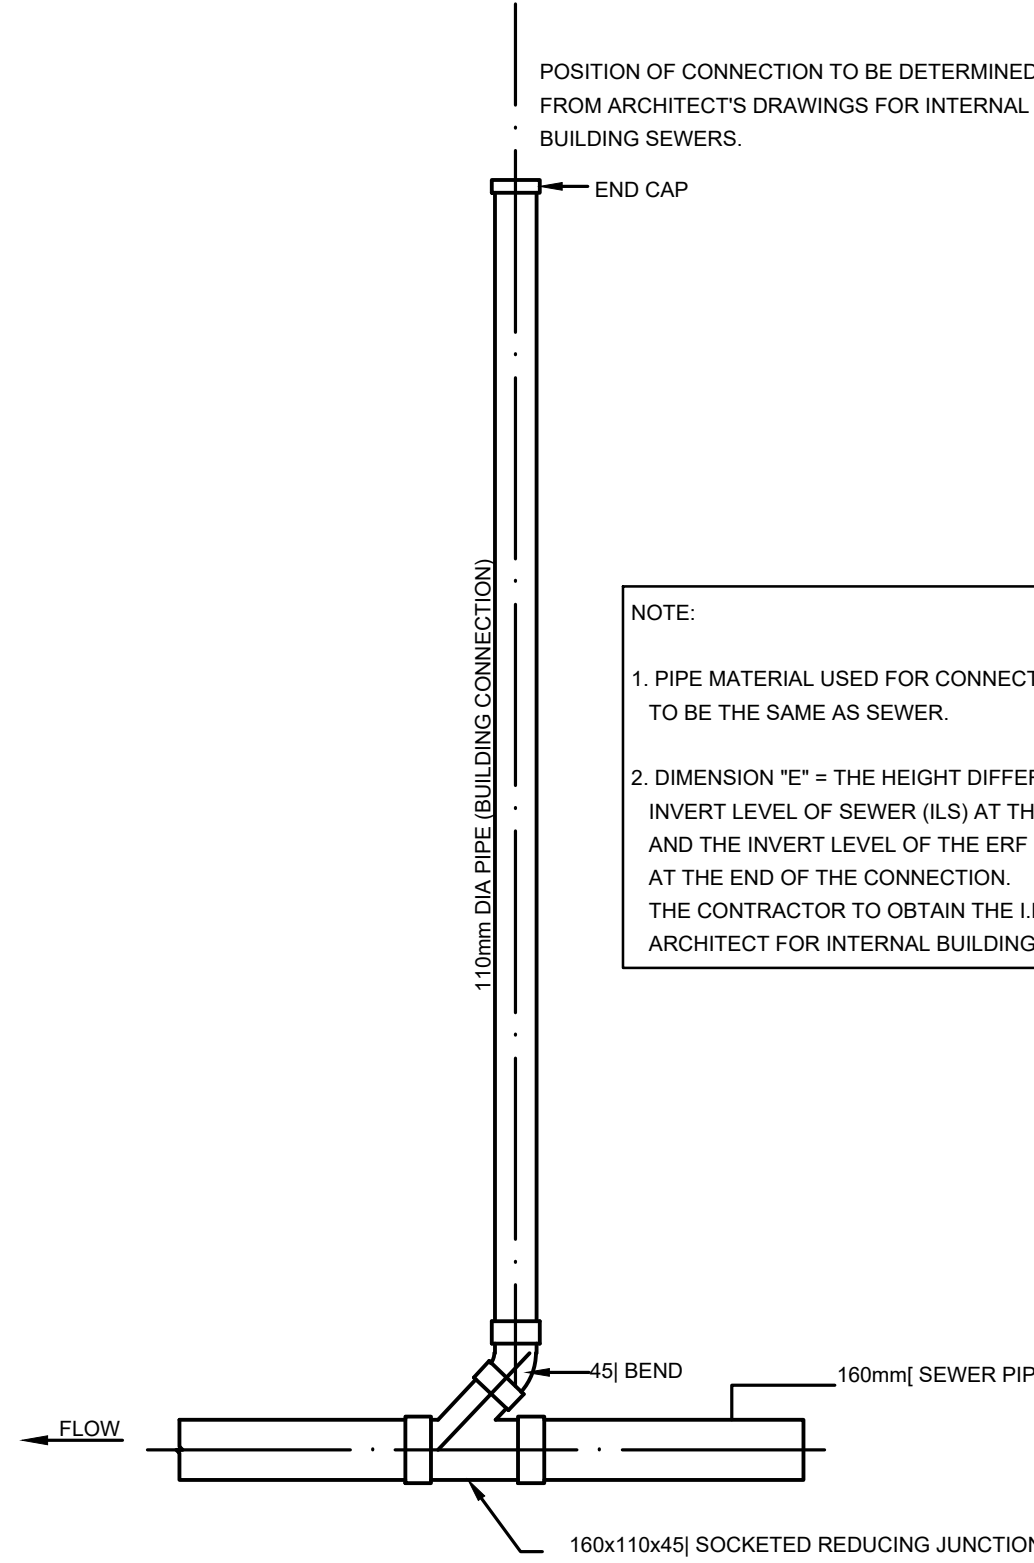 POSITION OF CONNECTION TO BE DETERMINED
FROM ARCHITECT'S DRAWINGS FOR INTERNAL
BUILDING SEWERS.
END CAP
110mm DIA PIPE (BUILDING CONNECTION)
NOTE:
1. PIPE MATERIAL USED FOR CONNECT
TO BE THE SAME AS SEWER.
2. DIMENSION "E" = THE HEIGHT DIFFER
INVERT LEVEL OF SEWER (ILS) AT TH
AND THE INVERT LEVEL OF THE ERF
AT THE END OF THE CONNECTION.
THE CONTRACTOR TO OBTAIN THE I.
ARCHITECT FOR INTERNAL BUILDING
45| BEND
160mm[ SEWER PIP
FLOW
160x110x45| SOCKETED REDUCING JUNCTION